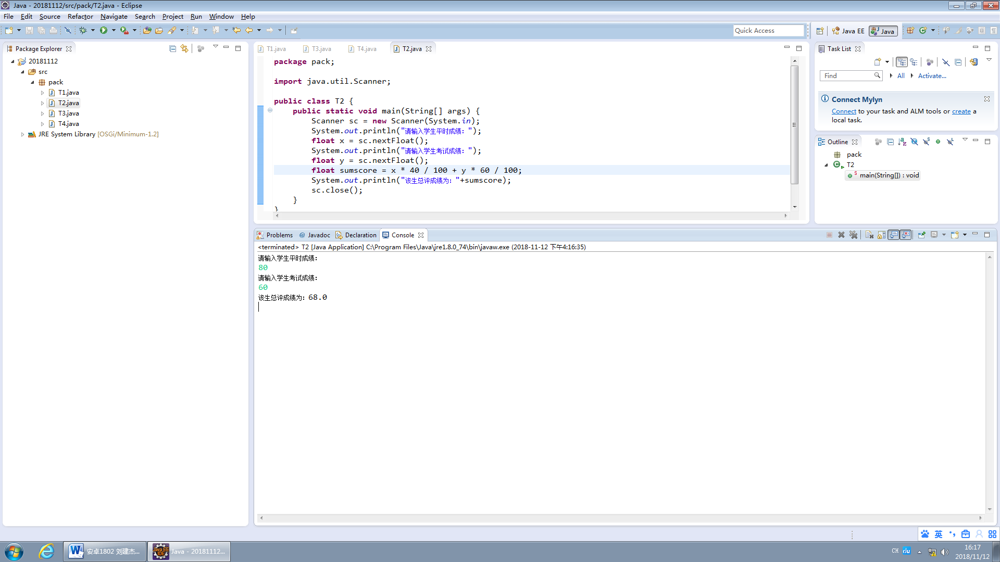 Java - 20181112/src/pack/T2.java - Eclipse
File Edit Source Refactor Navigate Search Project Run Window Help
Quick Access
Java EE
Java
Package Explorer
20181112
src
pack
T1.java
T2.java
T3.java
T4.java
JRE System Library [OSGi/Minimum-1.2]
T1.java T3.java T4.java T2.java
package pack;
import java.util.Scanner;
public class T2 {
public static void main(String[] args) {
Scanner sc = new Scanner(System.in);
System.out.println("请输入学生平时成绩：");
float x = sc.nextFloat();
System.out.println("请输入学生考试成绩：");
float y = sc.nextFloat();
float sumscore = x * 40 / 100 + y * 60 / 100;
System.out.println("该生总评成绩为："+sumscore);
sc.close();
}
}
Task List
Find
All
Activate...
Connect Mylyn
Connect to your task and ALM tools or create a
local task.
Outline
pack
T2
main(String[]) : void
Problems @ Javadoc Declaration Console
<terminated> T2 [Java Application] C:\Program Files\Java\jre1.8.0_74\bin\javaw.exe (2018-11-12 下午4:16:35)
请输入学生平时成绩：
80
请输入学生考试成绩：
60
该生总评成绩为：68.0
英
安卓1802 刘建杰...
Java EE
IDE
Java - 20181112...
CH
du
16:17
2018/11/12